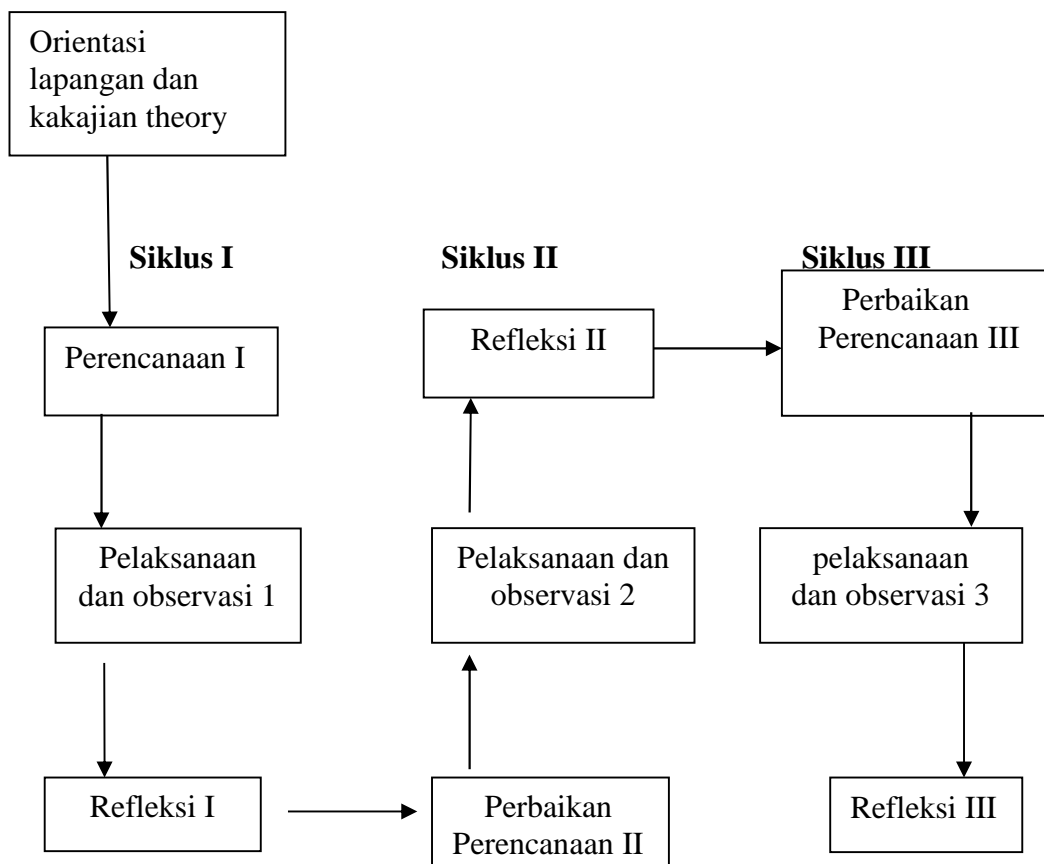 Orientasi
lapangan dan
kakajian theory
Siklus I
Siklus II
Siklus III
Perencanaan I
Refleksi II
Perbaikan
Perencanaan III
Pelaksanaan
dan observasi 1
Pelaksanaan dan
observasi 2
pelaksanaan
dan observasi 3
Refleksi I
Perbaikan
Perencanaan II
Refleksi III